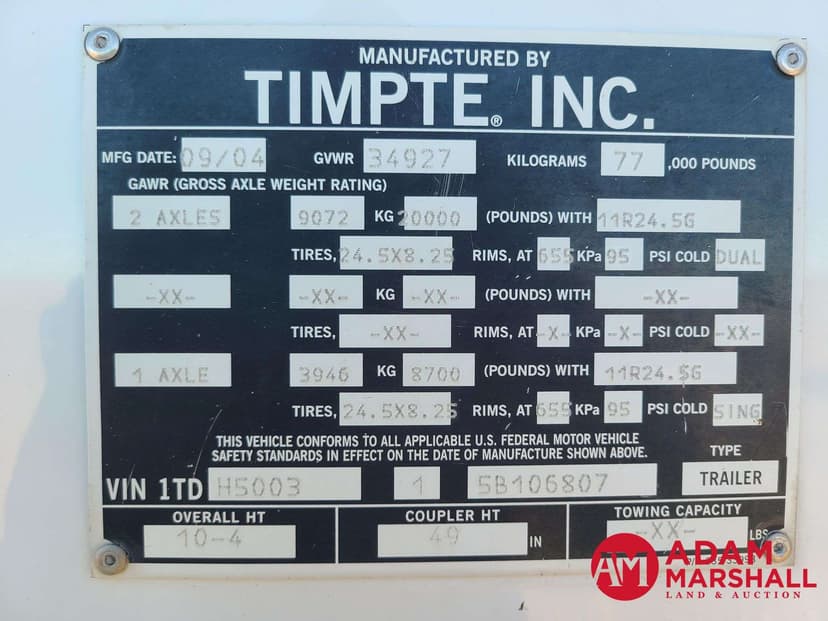 MANUFACTURED BY
TIMPTE® INC.
MFG DATE: 09/04 GVWR 34927 KILOGRAMS 77 ,000 POUNDS
GAWR (GROSS AXLE WEIGHT RATING)
2 AXLES 9072 KG 20000 (POUNDS) WITH 11R24.5G
TIRES, 24.5X8.25 RIMS, AT 655 KPa 95 PSI COLD DUAL
-XX- -XX- KG -XX- (POUNDS) WITH -XX-
TIRES, -XX- RIMS, AT -X- KPa -X- PSI COLD -XX-
1 AXLE 3946 KG 8700 (POUNDS) WITH 11R24.5G
TIRES, 24.5X8.25 RIMS, AT 655 KPa 95 PSI COLD SING
THIS VEHICLE CONFORMS TO ALL APPLICABLE U.S. FEDERAL MOTOR VEHICLE
SAFETY STANDARDS IN EFFECT ON THE DATE OF MANUFACTURE SHOWN ABOVE.
TYPE
VIN 1TD H5003 1 5B106807 TRAILER
OVERALL HT COUPLER HT TOWING CAPACITY
10-4 49 IN -XX- LBS
AM ADAM
MARSHALL
LAND & AUCTION